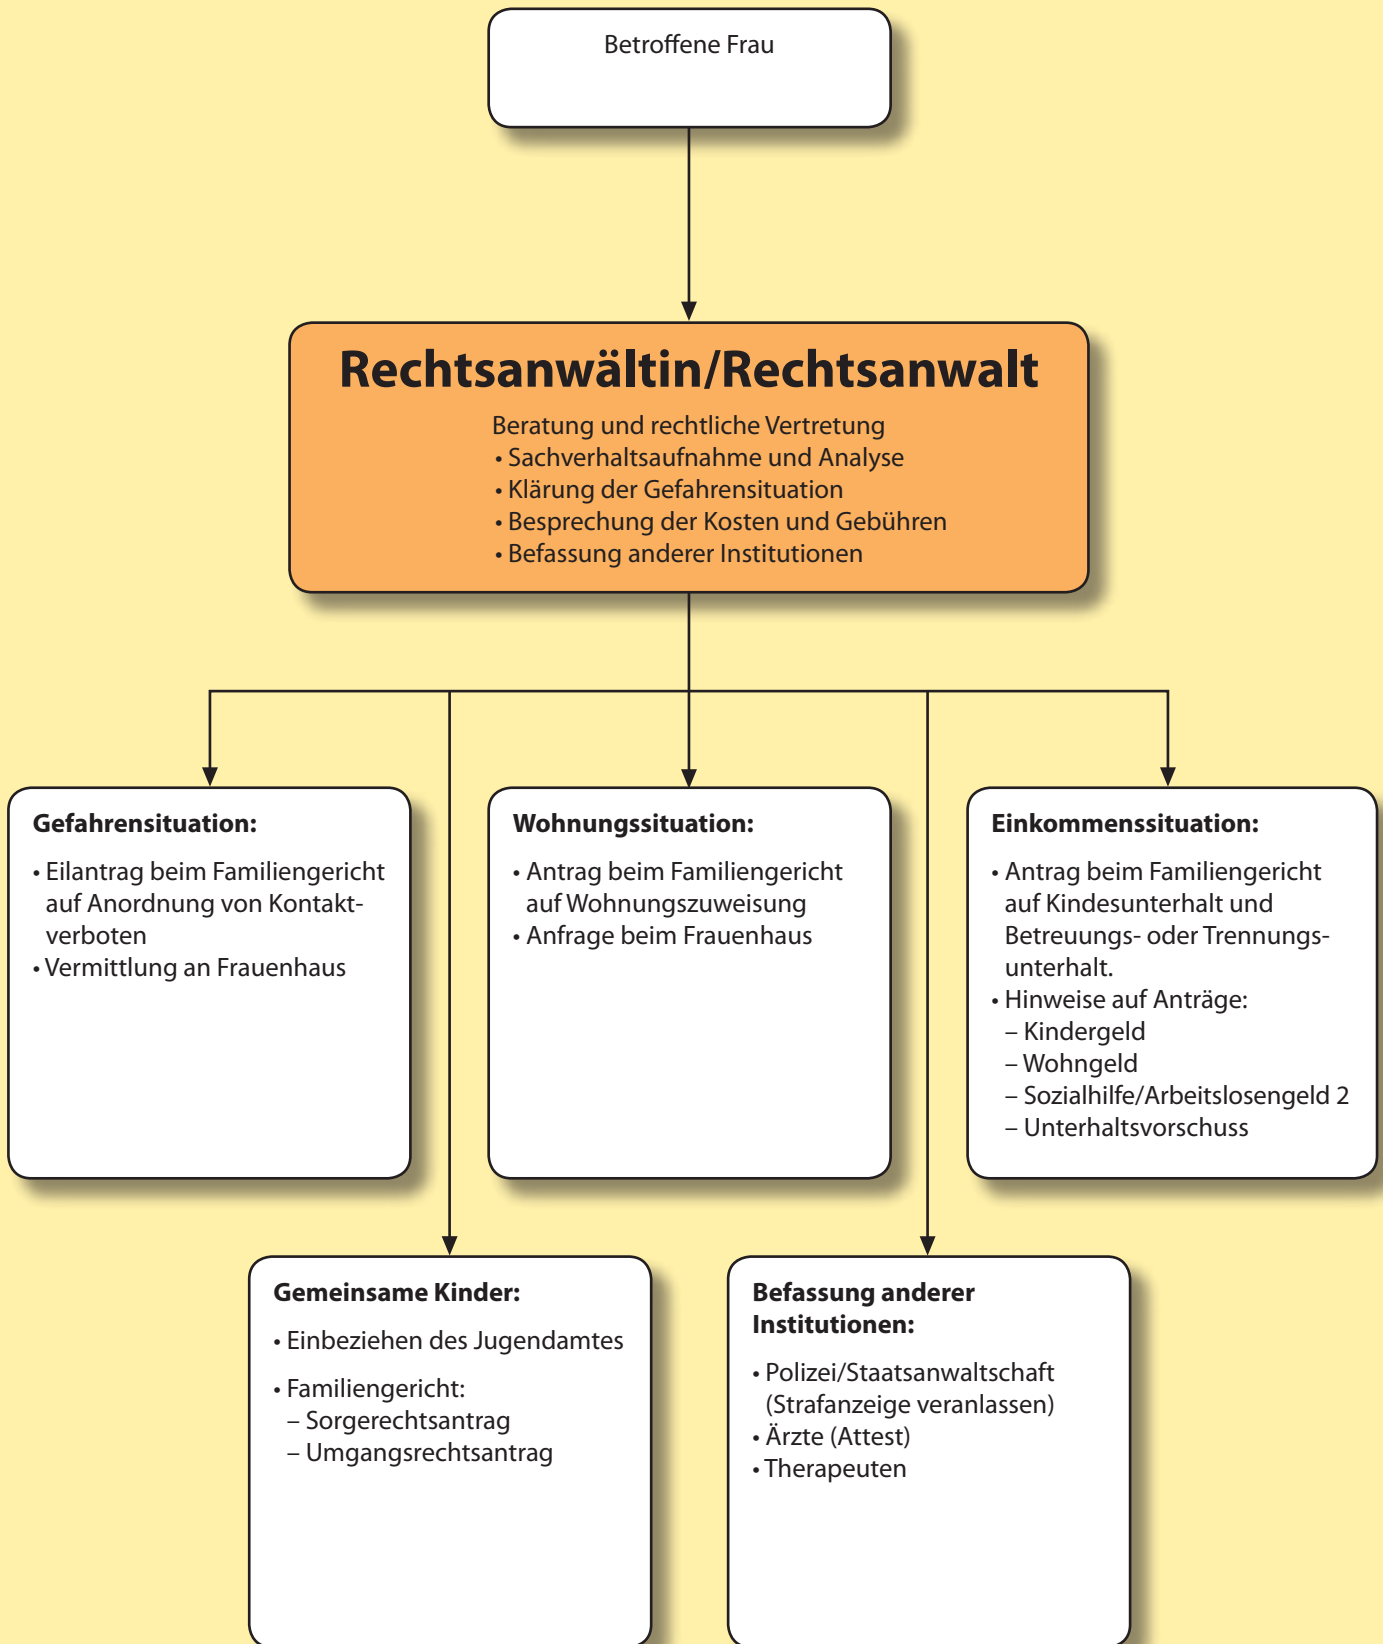 Betroffene Frau
Rechtsanwältin/Rechtsanwalt
Beratung und rechtliche Vertretung
• Sachverhaltsaufnahme und Analyse
• Klärung der Gefahrensituation
• Besprechung der Kosten und Gebühren
• Befassung anderer Institutionen
Gefahrensituation:
• Eilantrag beim Familiengericht
auf Anordnung von Kontakt-
verboten
• Vermittlung an Frauenhaus
Wohnungssituation:
• Antrag beim Familiengericht
auf Wohnungszuweisung
• Anfrage beim Frauenhaus
Einkommenssituation:
• Antrag beim Familiengericht
auf Kindesunterhalt und
Betreuungs- oder Trennungs-
unterhalt.
• Hinweise auf Anträge:
– Kindergeld
– Wohngeld
– Sozialhilfe/Arbeitslosengeld 2
– Unterhaltsvorschuss
Gemeinsame Kinder:
• Einbeziehen des Jugendamtes
• Familiengericht:
– Sorgerechtsantrag
– Umgangsrechtsantrag
Befassung anderer
Institutionen:
• Polizei/Staatsanwaltschaft
(Strafanzeige veranlassen)
• Ärzte (Attest)
• Therapeuten